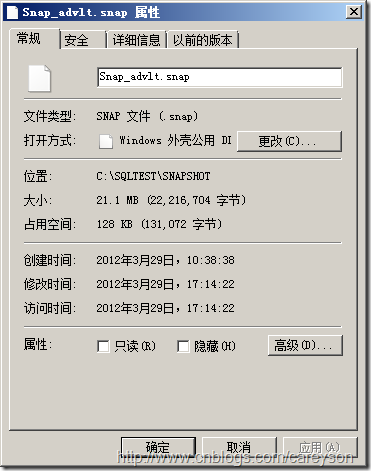 Snap_advlt.snap 属性
常规 安全 详细信息 以前的版本
Snap_advlt.snap
文件类型: SNAP 文件 (.snap)
打开方式: Windows 外壳公用 Dl 更改(C)...
位置: C:\SQLTEST\SNAPSHOT
大小: 21.1 MB (22,216,704 字节)
占用空间: 128 KB (131,072 字节)
创建时间: 2012年3月29日，10:38:38
修改时间: 2012年3月29日，17:14:22
访问时间: 2012年3月29日，17:14:22
属性: 只读(R) 隐藏(H) 高级(D)...
确定 取消 应用(A)
http://www.cnblogs.com/careyson